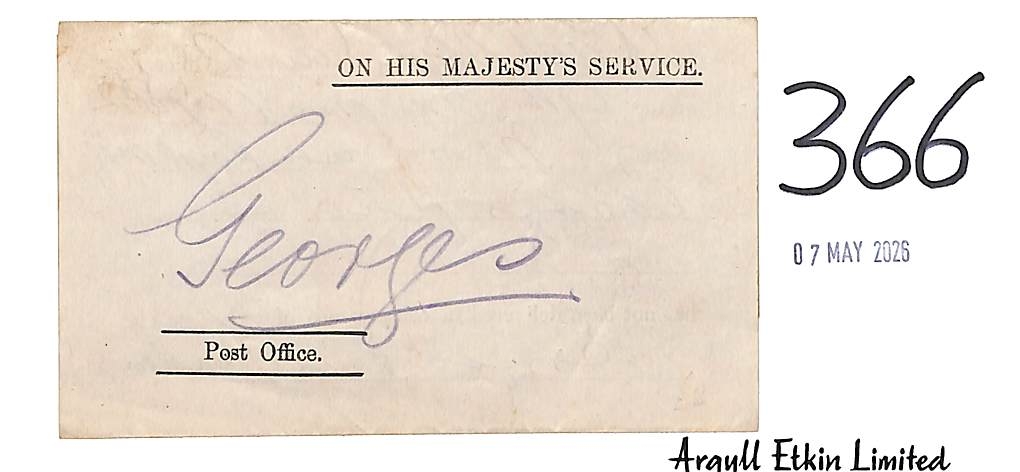 ON HIS MAJESTY'S SERVICE.
366
07 MAY 2026
Georges
Post Office.
Argyll Etkin Limited